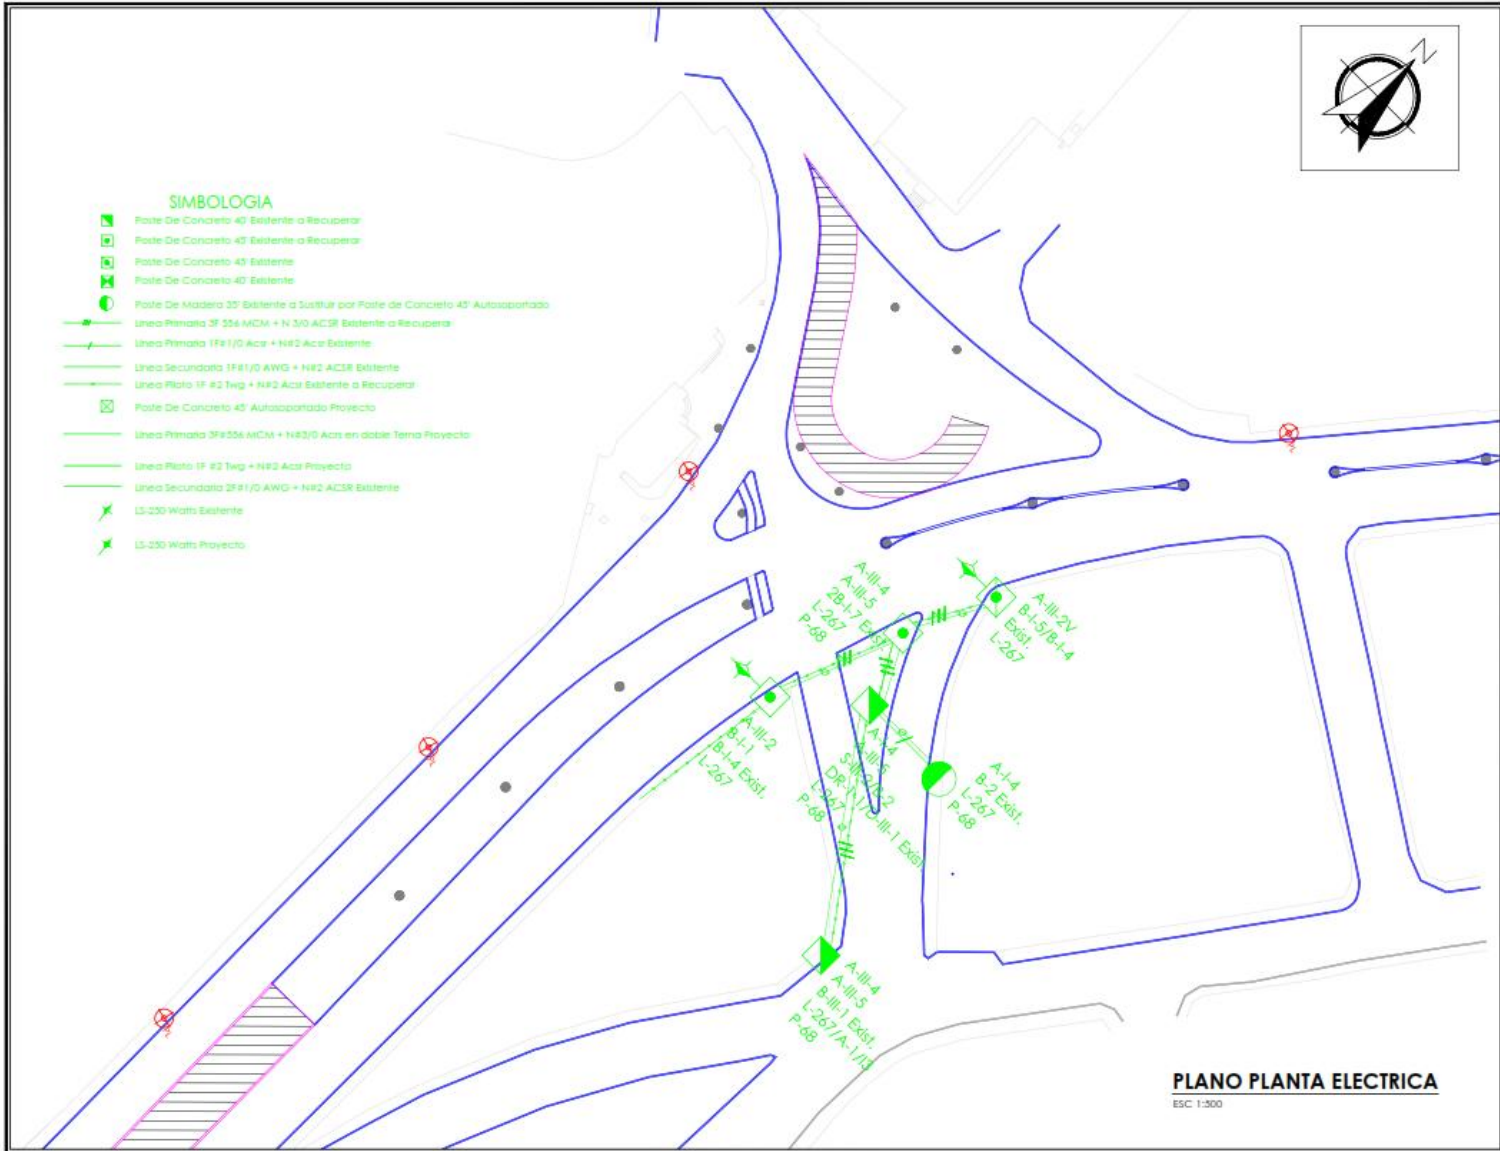 N
SIMBOLOGIA
Poste De Concreto 40' Existente a Recuperar
Poste De Concreto 45' Existente a Recuperar
Poste De Concreto 45' Existente
Poste De Concreto 40' Existente
Poste De Madera 35' Existente a Sustituir por Poste de Concreto 45' Autosoportado
Linea Primaria 3F 556 MCM + N 3/0 ACSR Existente a Recuperar
Linea Primaria 1F#1/0 Acsr + N#2 Acsr Existente
Linea Secundaria 1F#1/0 AWG + N#2 ACSR Existente
Linea Piloto 1F #2 Twg + N#2 Acsr Existente a Recuperar
Poste De Concreto 45' Autosoportado Proyecto
Linea Primaria 3F#556 MCM + N#3/0 Acrs en doble Terna Proyecto
Linea Piloto 1F #2 Twg + N#2 Acsr Proyecto
Linea Secundaria 2F#1/0 AWG + N#2 ACSR Existente
LS-250 Watts Existente
LS-250 Watts Proyecto
A-III-4
A-III-5
2B-I-7 Exist.
L-267
P-68
A-III-2V
B-I-5/B-I-4
Exist.
L-267
A-III-2
B-I-1
B-I-4 Exist.
L-267
A-III-5
L-267
P-68
A-I-4
B-2 Exist.
L-267
P-68
A-III-4
A-III-5
B-III-1 Exist.
L-267/A-1/13
P-68
PLANO PLANTA ELECTRICA
ESC 1:500